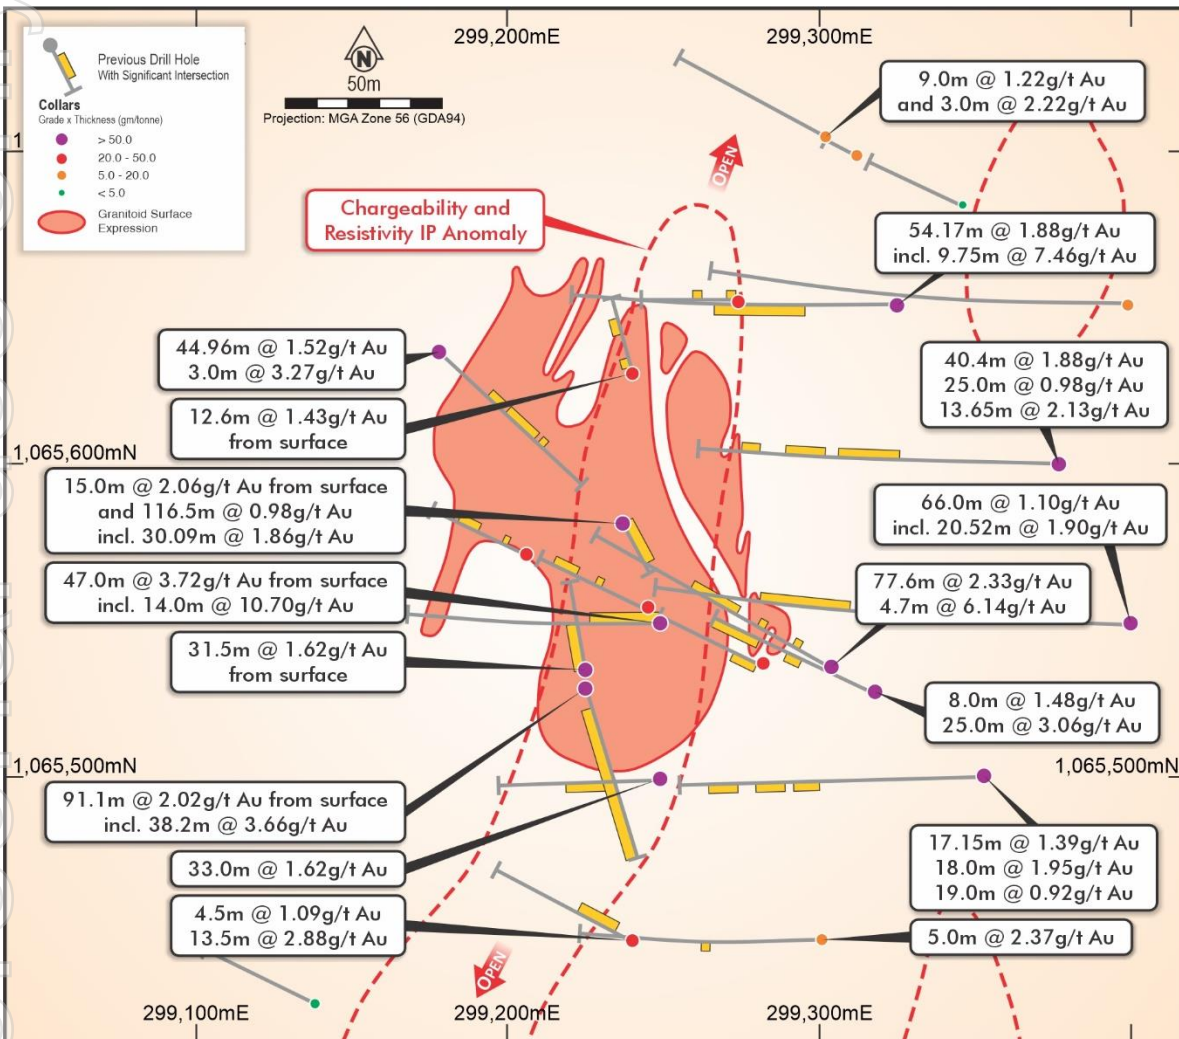 299,200mE
299,300mE
Previous Drill Hole
With Significant Intersection
Collars
Grade x Thickness (gm/tonne)
> 50.0
20.0 - 50.0
5.0 - 20.0
< 5.0
Granitoid Surface
Expression
N
50m
Projection: MGA Zone 56 (GDA94)
9.0m @ 1.22g/t Au
and 3.0m @ 2.22g/t Au
OPEN
Chargeability and
Resistivity IP Anomaly
54.17m @ 1.88g/t Au
incl. 9.75m @ 7.46g/t Au
44.96m @ 1.52g/t Au
3.0m @ 3.27g/t Au
40.4m @ 1.88g/t Au
25.0m @ 0.98g/t Au
13.65m @ 2.13g/t Au
12.6m @ 1.43g/t Au
from surface
1,065,600mN
15.0m @ 2.06g/t Au from surface
and 116.5m @ 0.98g/t Au
incl. 30.09m @ 1.86g/t Au
66.0m @ 1.10g/t Au
incl. 20.52m @ 1.90g/t Au
47.0m @ 3.72g/t Au from surface
incl. 14.0m @ 10.70g/t Au
77.6m @ 2.33g/t Au
4.7m @ 6.14g/t Au
31.5m @ 1.62g/t Au
from surface
8.0m @ 1.48g/t Au
25.0m @ 3.06g/t Au
1,065,500mN
1,065,500mN
91.1m @ 2.02g/t Au from surface
incl. 38.2m @ 3.66g/t Au
17.15m @ 1.39g/t Au
18.0m @ 1.95g/t Au
19.0m @ 0.92g/t Au
33.0m @ 1.62g/t Au
4.5m @ 1.09g/t Au
13.5m @ 2.88g/t Au
5.0m @ 2.37g/t Au
OPEN
299,100mE
299,200mE
299,300mE